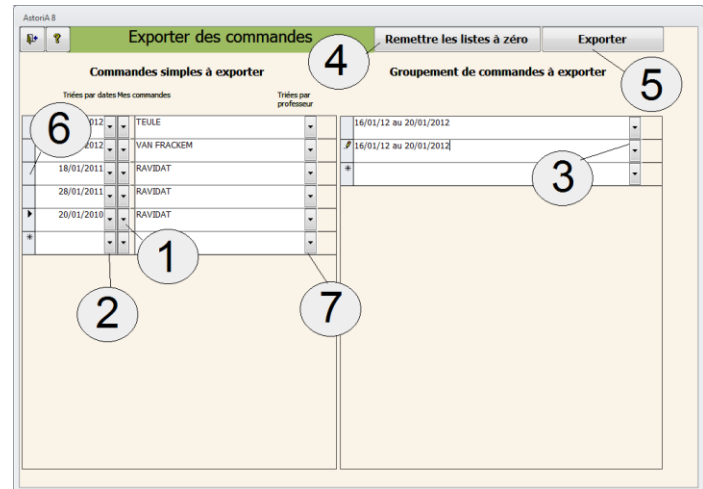 AstoriA 8
?
Exporter des commandes
Remettre les listes à zéro
Exporter
4
5
Commandes simples à exporter
Groupement de commandes à exporter
Triées par dates Mes commandes
Triées par
professeur
6
012 TEULE
2012 VAN FRACKEM
18/01/2011 RAVIDAT
28/01/2011 RAVIDAT
20/01/2010 RAVIDAT
*
16/01/12 au 20/01/2012
16/01/12 au 20/01/2012
*
3
1
2
7